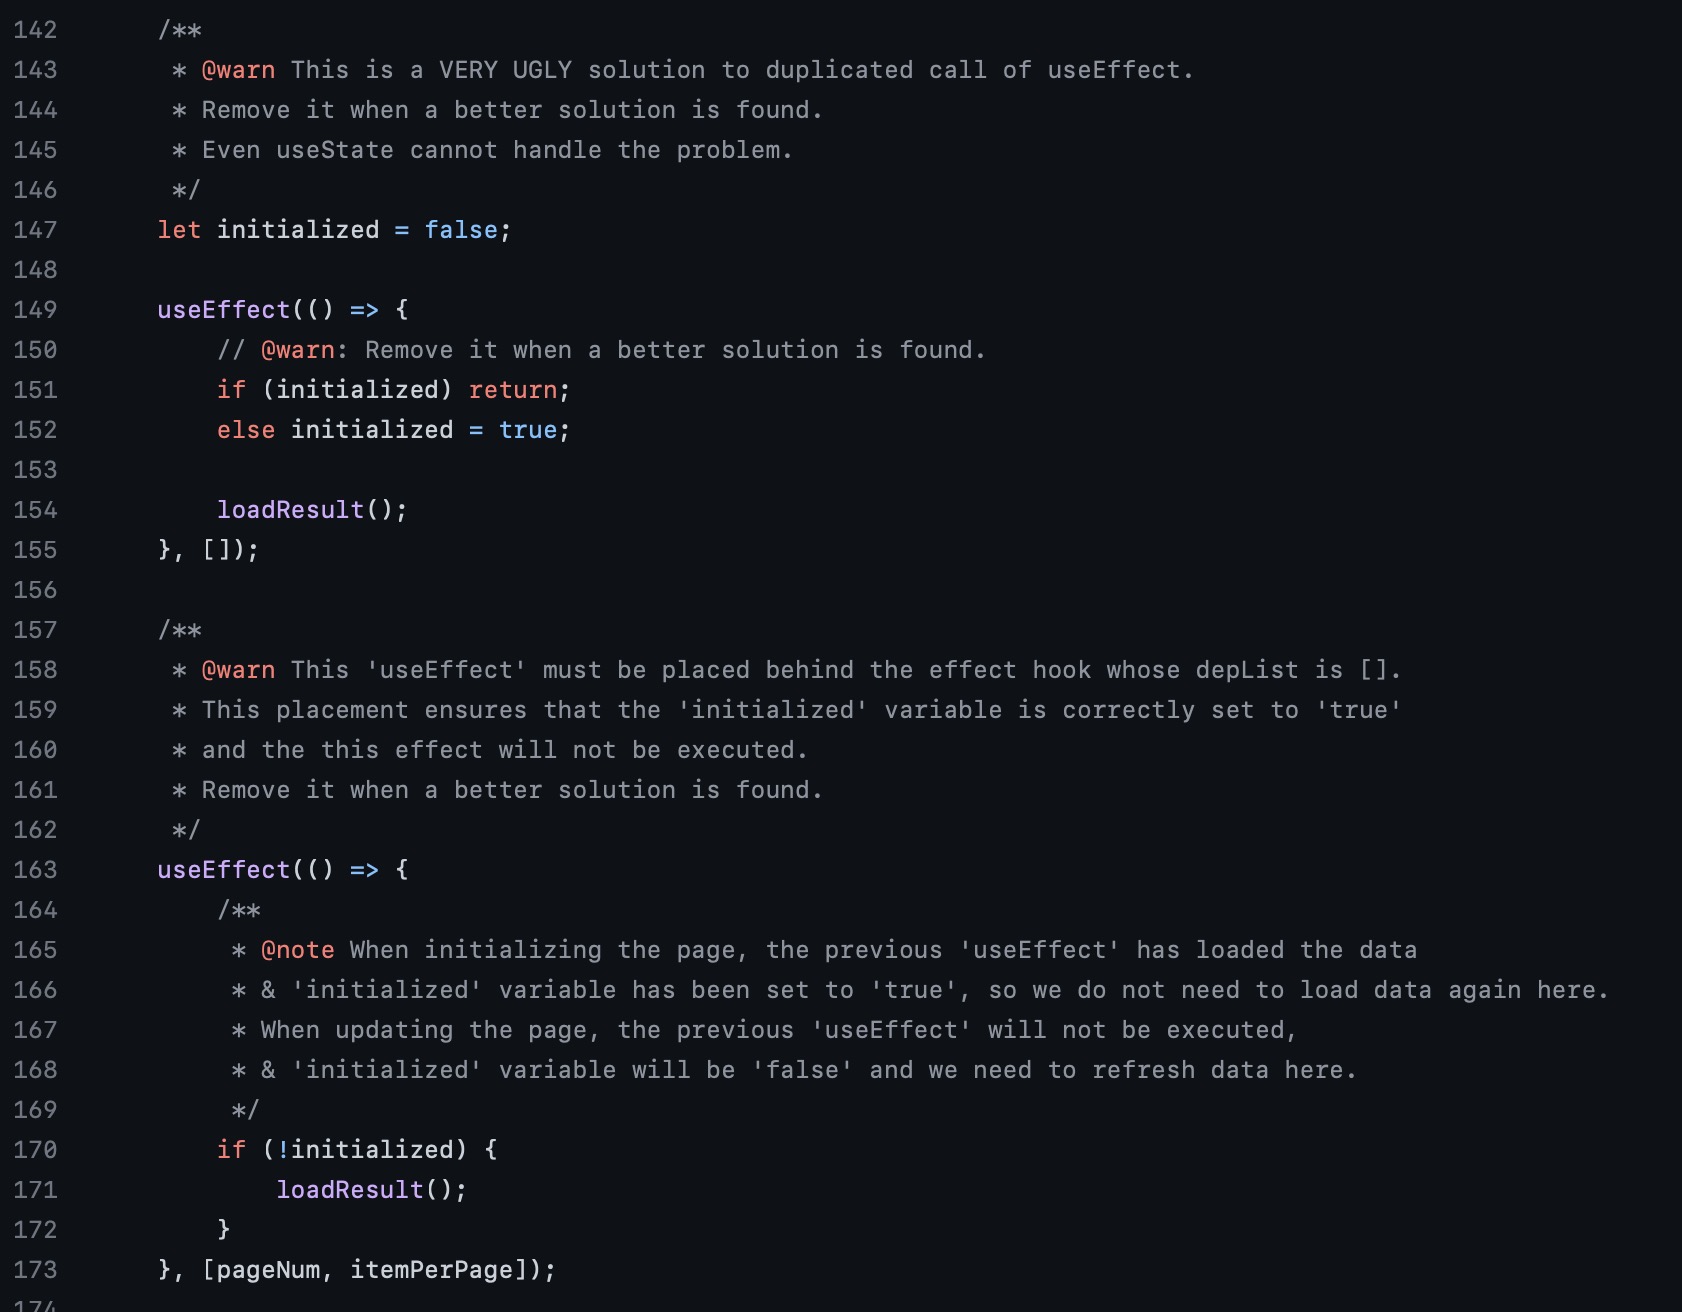 142 /**
143 * @warn This is a VERY UGLY solution to duplicated call of useEffect.
144 * Remove it when a better solution is found.
145 * Even useState cannot handle the problem.
146 */
147 let initialized = false;
148
149 useEffect(() => {
150 // @warn: Remove it when a better solution is found.
151 if (initialized) return;
152 else initialized = true;
153
154 loadResult();
155 }, []);
156
157 /**
158 * @warn This 'useEffect' must be placed behind the effect hook whose depList is [].
159 * This placement ensures that the 'initialized' variable is correctly set to 'true'
160 * and the this effect will not be executed.
161 * Remove it when a better solution is found.
162 */
163 useEffect(() => {
164 /**
165 * @note When initializing the page, the previous 'useEffect' has loaded the data
166 * & 'initialized' variable has been set to 'true', so we do not need to load data again here.
167 * When updating the page, the previous 'useEffect' will not be executed,
168 * & 'initialized' variable will be 'false' and we need to refresh data here.
169 */
170 if (!initialized) {
171 loadResult();
172 }
173 }, [pageNum, itemPerPage]);
174